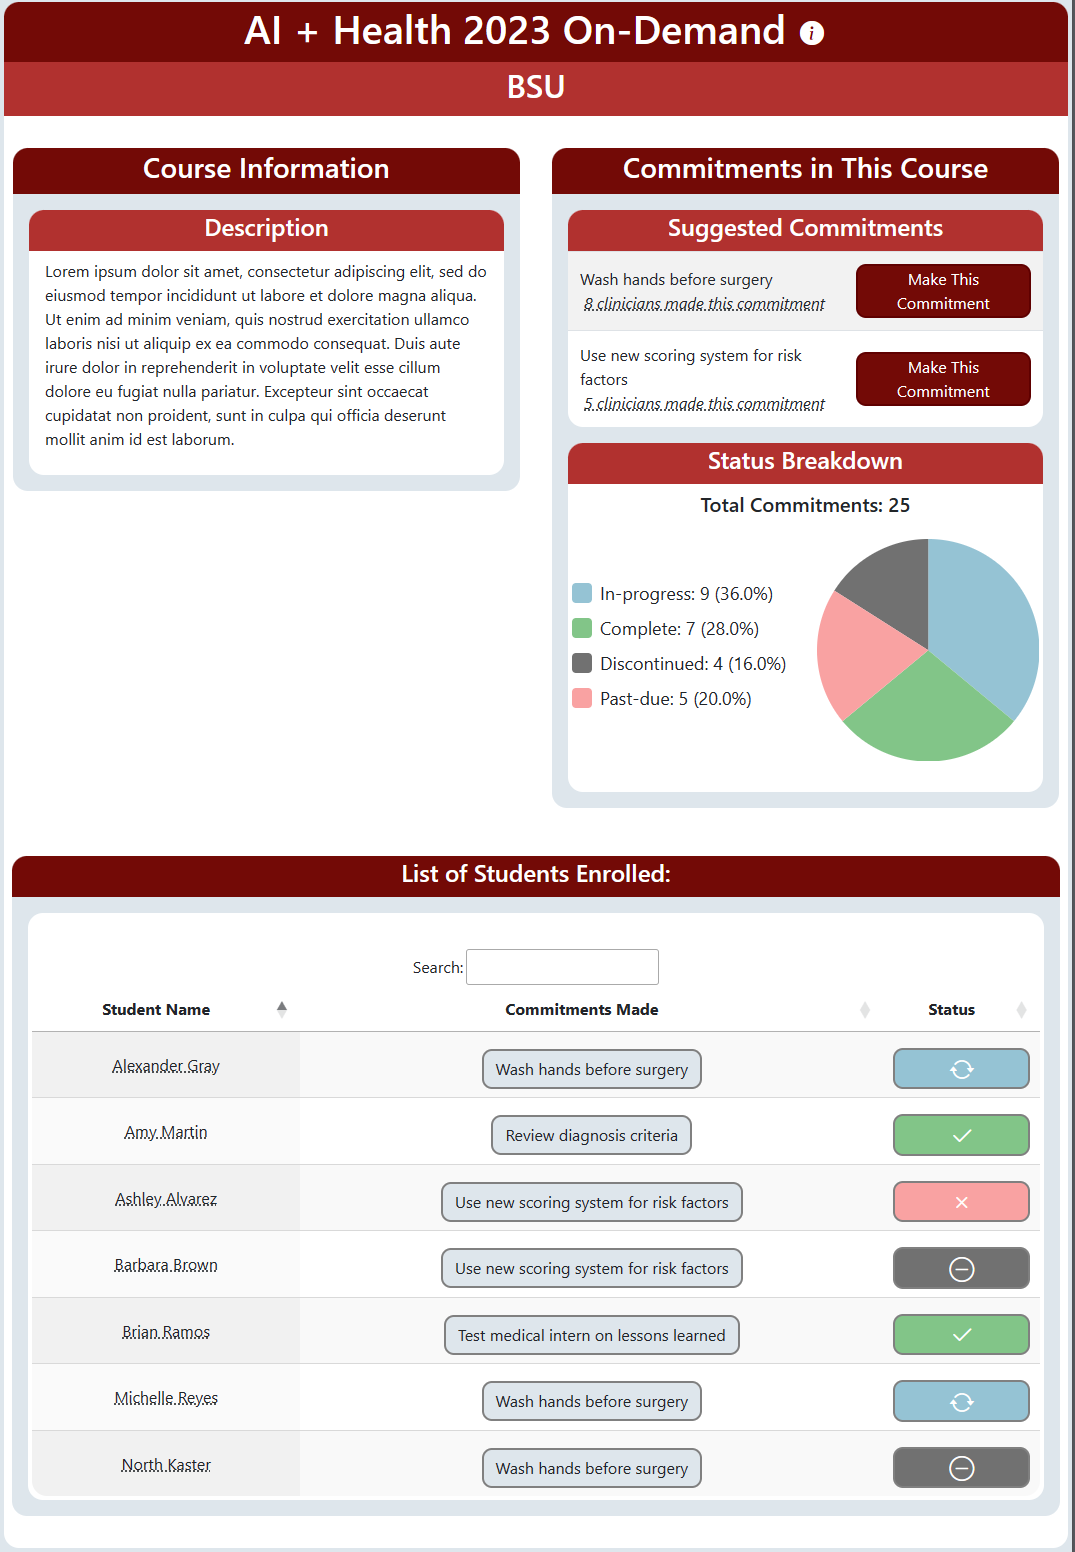 AI + Health 2023 On-Demand
BSU
Course Information
Description
Lorem ipsum dolor sit amet, consectetur adipiscing elit, sed do
eiusmod tempor incididunt ut labore et dolore magna aliqua.
Ut enim ad minim veniam, quis nostrud exercitation ullamco
laboris nisi ut aliquip ex ea commodo consequat. Duis aute
irure dolor in reprehenderit in voluptate velit esse cillum
dolore eu fugiat nulla pariatur. Excepteur sint occaecat
cupidatat non proident, sunt in culpa qui officia deserunt
mollit anim id est laborum.
Commitments in This Course
Suggested Commitments
Wash hands before surgery
8 clinicians made this commitment
Make This
Commitment
Use new scoring system for risk
factors
5 clinicians made this commitment
Make This
Commitment
Status Breakdown
Total Commitments: 25
In-progress: 9 (36.0%)
Complete: 7 (28.0%)
Discontinued: 4 (16.0%)
Past-due: 5 (20.0%)
List of Students Enrolled:
Search:
Student Name Commitments Made Status
Alexander Gray Wash hands before surgery
Amy Martin Review diagnosis criteria
Ashley Alvarez Use new scoring system for risk factors
Barbara Brown Use new scoring system for risk factors
Brian Ramos Test medical intern on lessons learned
Michelle Reyes Wash hands before surgery
North Kaster Wash hands before surgery